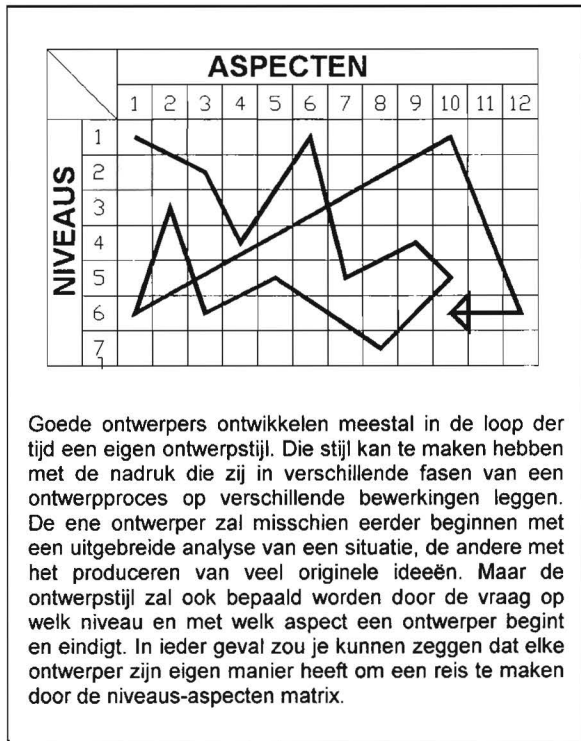 ASPECTEN
1 2 3 4 5 6 7 8 9 10 11 12
NIVEAUS
1
2
3
4
5
6
7
Goede ontwerpers ontwikkelen meestal in de loop der
tijd een eigen ontwerpstijl. Die stijl kan te maken hebben
met de nadruk die zij in verschillende fasen van een
ontwerpproces op verschillende bewerkingen leggen.
De ene ontwerper zal misschien eerder beginnen met
een uitgebreide analyse van een situatie, de andere met
het produceren van veel originele ideeën. Maar de
ontwerpstijl zal ook bepaald worden door de vraag op
welk niveau en met welk aspect een ontwerper begint
en eindigt. In ieder geval zou je kunnen zeggen dat elke
ontwerper zijn eigen manier heeft om een reis te maken
door de niveaus-aspecten matrix.